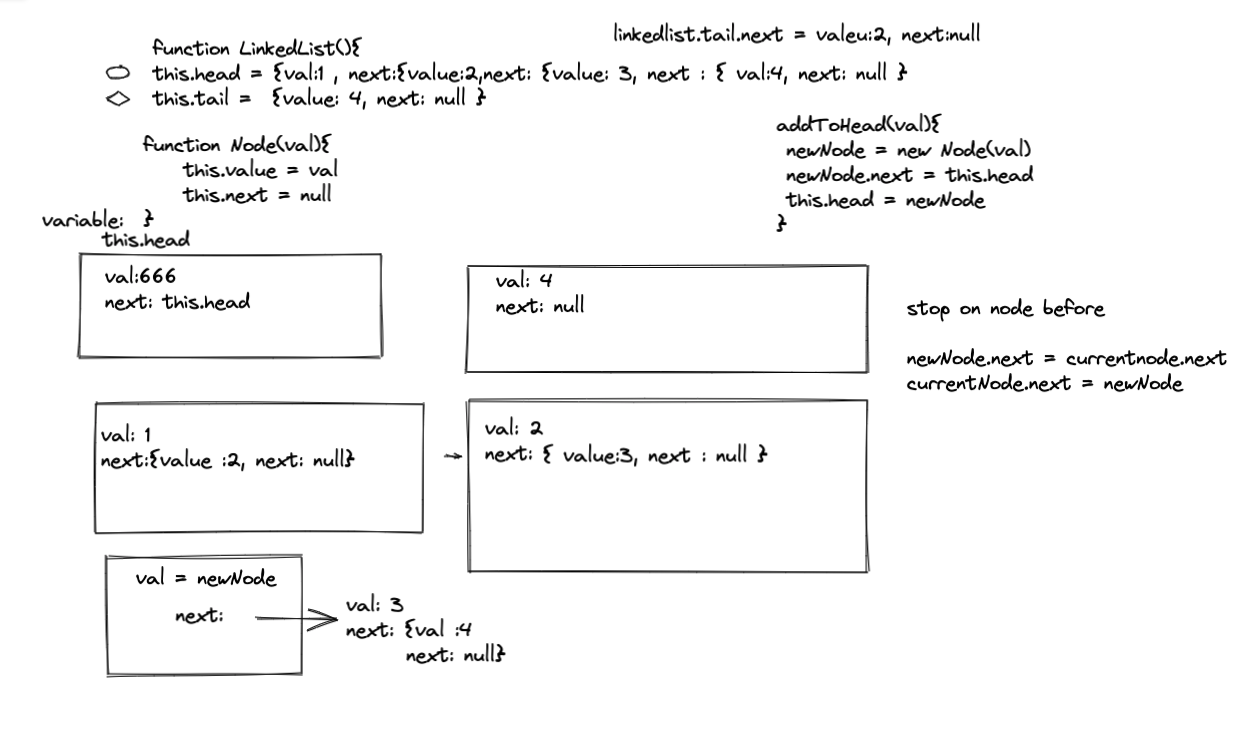 linkedlist.tail.next = valeu:2, next:null
function LinkedList(){
this.head = {val:1 , next:{value:2,next: {value: 3, next : { val:4, next: null }
this.tail = {value: 4, next: null }
function Node(val){
this.value = val
this.next = null
variable: }
this.head
addToHead(val){
newNode = new Node(val)
newNode.next = this.head
this.head = newNode
}
val:666
next: this.head
val: 4
next: null
stop on node before
newNode.next = currentnode.next
currentNode.next = newNode
val: 1
next:{value :2, next: null}
val: 2
next: { value:3, next : null }
val = newNode
next:
val: 3
next: {val :4
next: null}